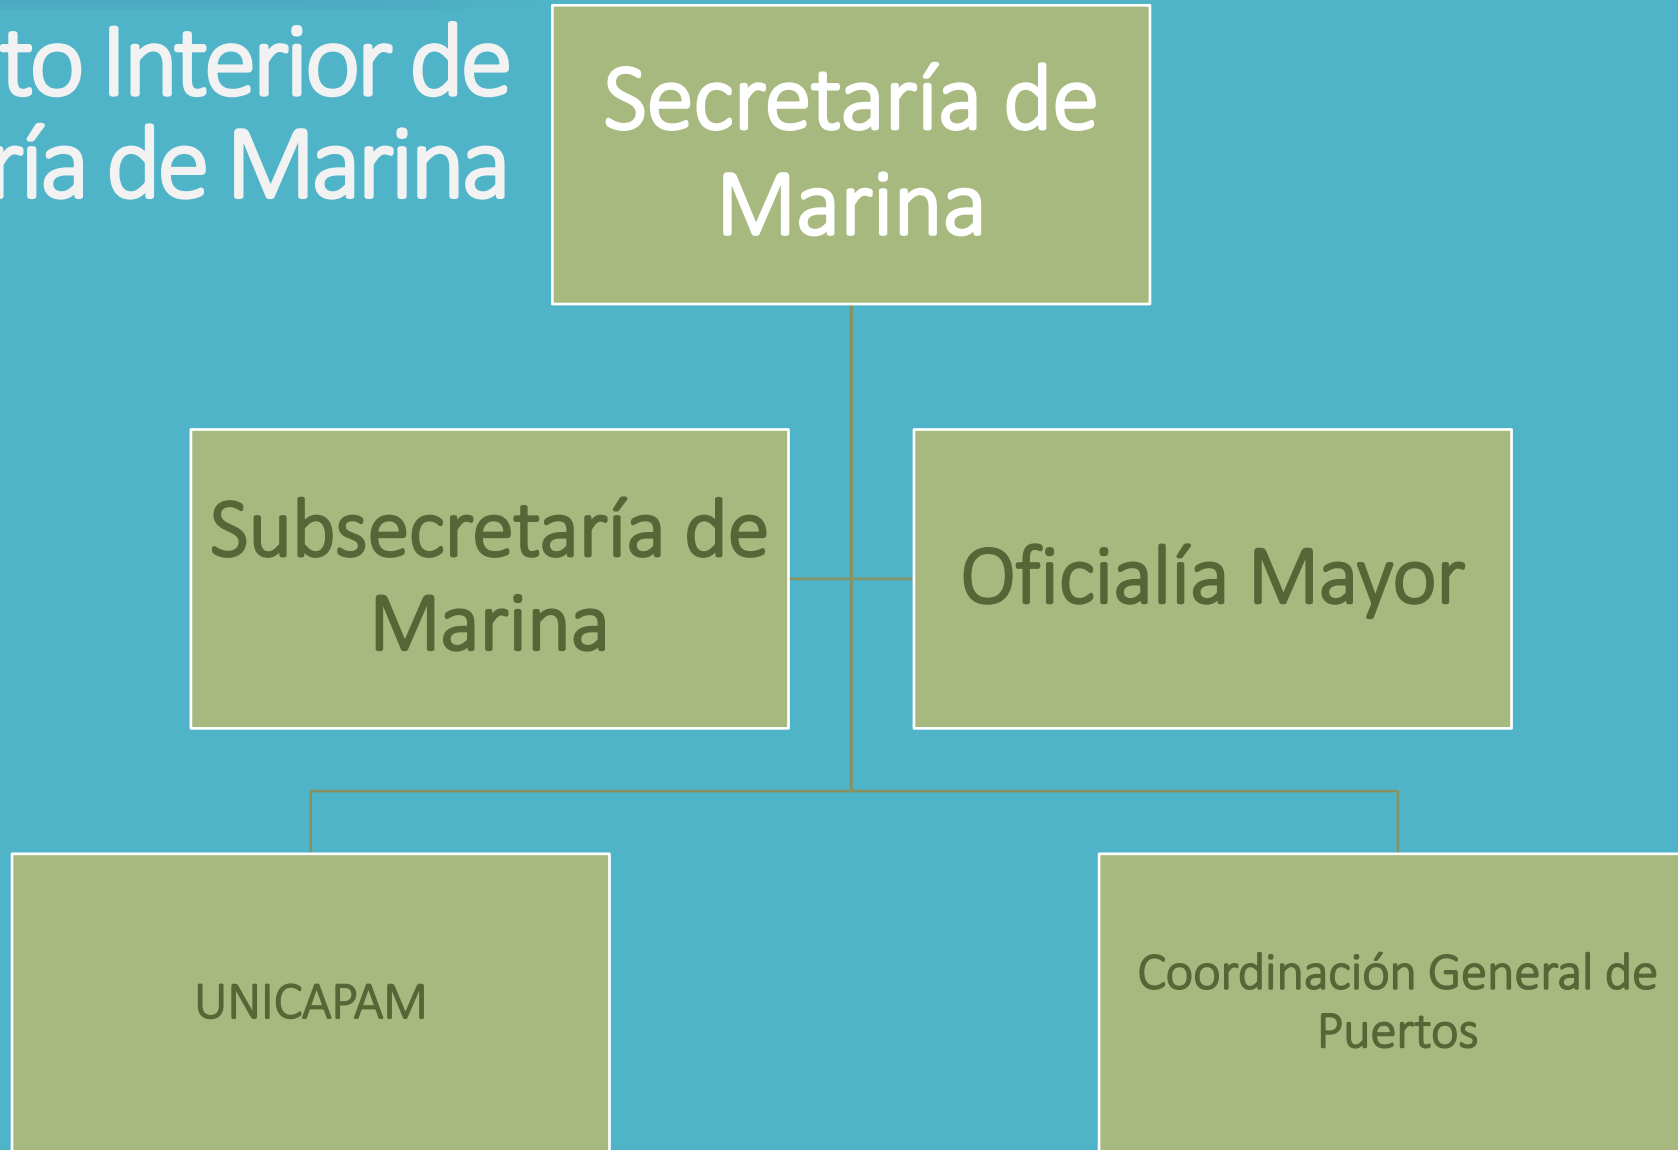 to Interior de
ría de Marina
Secretaría de
Marina
Subsecretaría de
Marina
Oficialía Mayor
UNICAPAM
Coordinación General de
Puertos